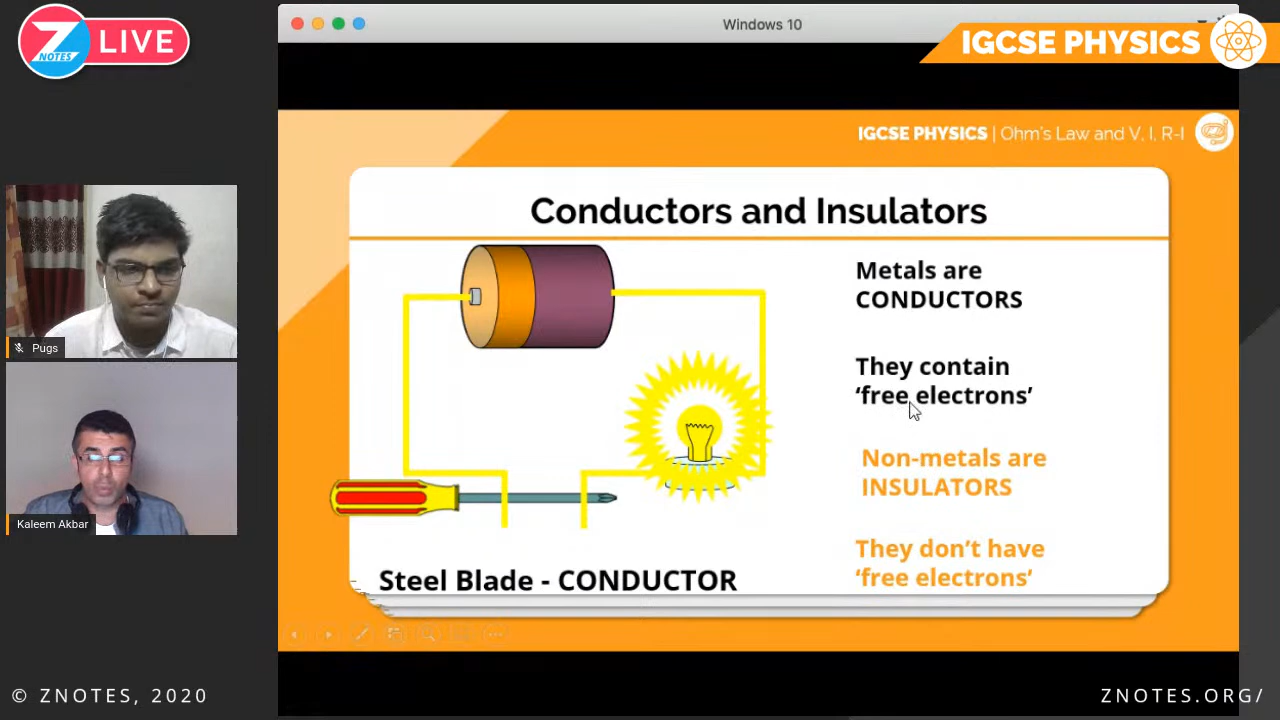 Z
NOTES
LIVE
Windows 10
IGCSE PHYSICS
IGCSE PHYSICS | Ohm's Law and V, I, R-I
Conductors and Insulators
Metals are
CONDUCTORS
They contain
‘free electrons’
Non-metals are
INSULATORS
They don’t have
‘free electrons’
Steel Blade - CONDUCTOR
Pugs
Kaleem Akbar
© ZNOTES, 2020
ZNOTES.ORG/